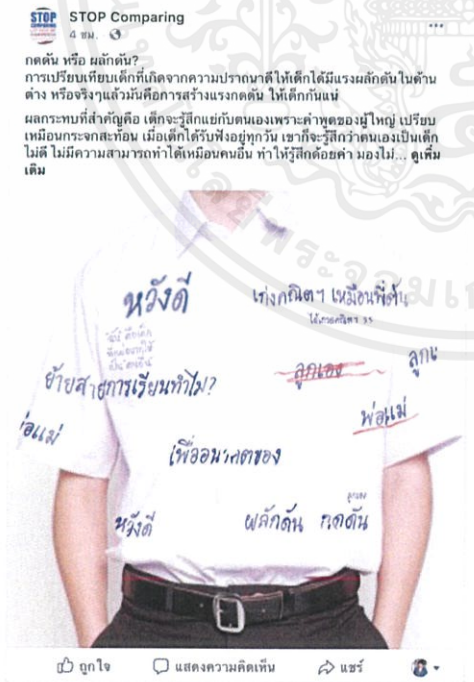 STOP Comparing
4 ชม.
กดดัน หรือ ผลักดัน?
การเปรียบเทียบเด็กที่เกิดจากความปราถนาดีให้เด็กได้มีแรงผลักดันในด้าน
ต่าง หรือจริงๆแล้วมันคือการสร้างแรงกดดัน ให้เด็กกันแน่
ผลกระทบที่สำคัญคือ เด็กจะรู้สึกแย่กับตนเองเพราะคำพูดของผู้ใหญ่ เปรียบ
เหมือนกระจกสะท้อน เมื่อเด็กได้รับฟังอยู่ทุกวัน เขาก็จะรู้สึกว่าตนเองเป็นเด็ก
ไม่ดี ไม่มีความสามารถทำได้เหมือนคนอื่น ทำให้รู้สึกด้อยค่า มองไม่... ดูเพิ่ม
เติม
หวังดี
เก่งคณิตฯ เหมือนพี่ต้น
ย้ายสายการเรียนทำไม?
ลูกเอง
ลูกเ
พ่อแม่
พ่อแม่
เพื่ออนาคตของ
ลูกเอง
หวังดี
ผลักดัน กดดัน
ถูกใจ
แสดงความคิดเห็น
แชร์